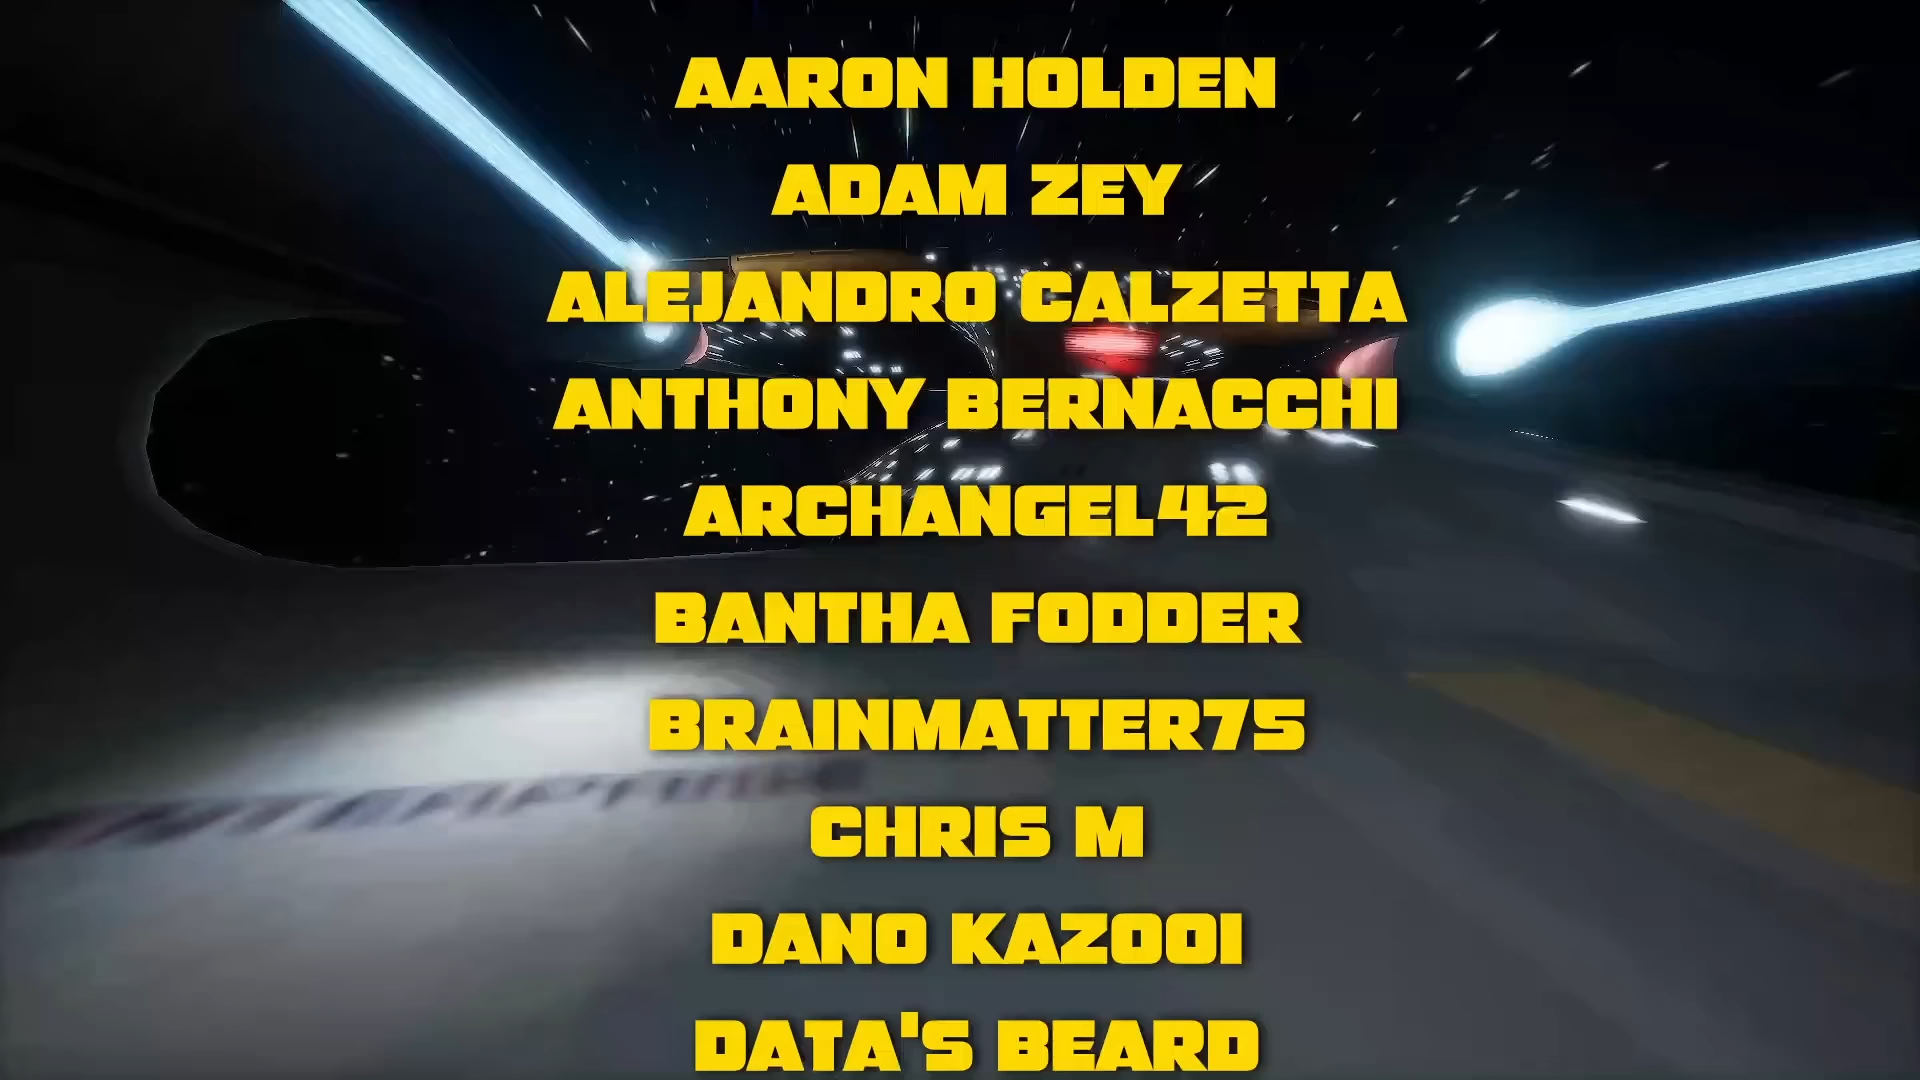 AARON HOLDEN
ADAM ZEY
ALEJANDRO CALZETTA
ANTHONY BERNACCHI
ARCHANGEL42
BANTHA FODDER
BRAINMATTER75
CHRIS M
DANO KAZOOI
DATA'S BEARD